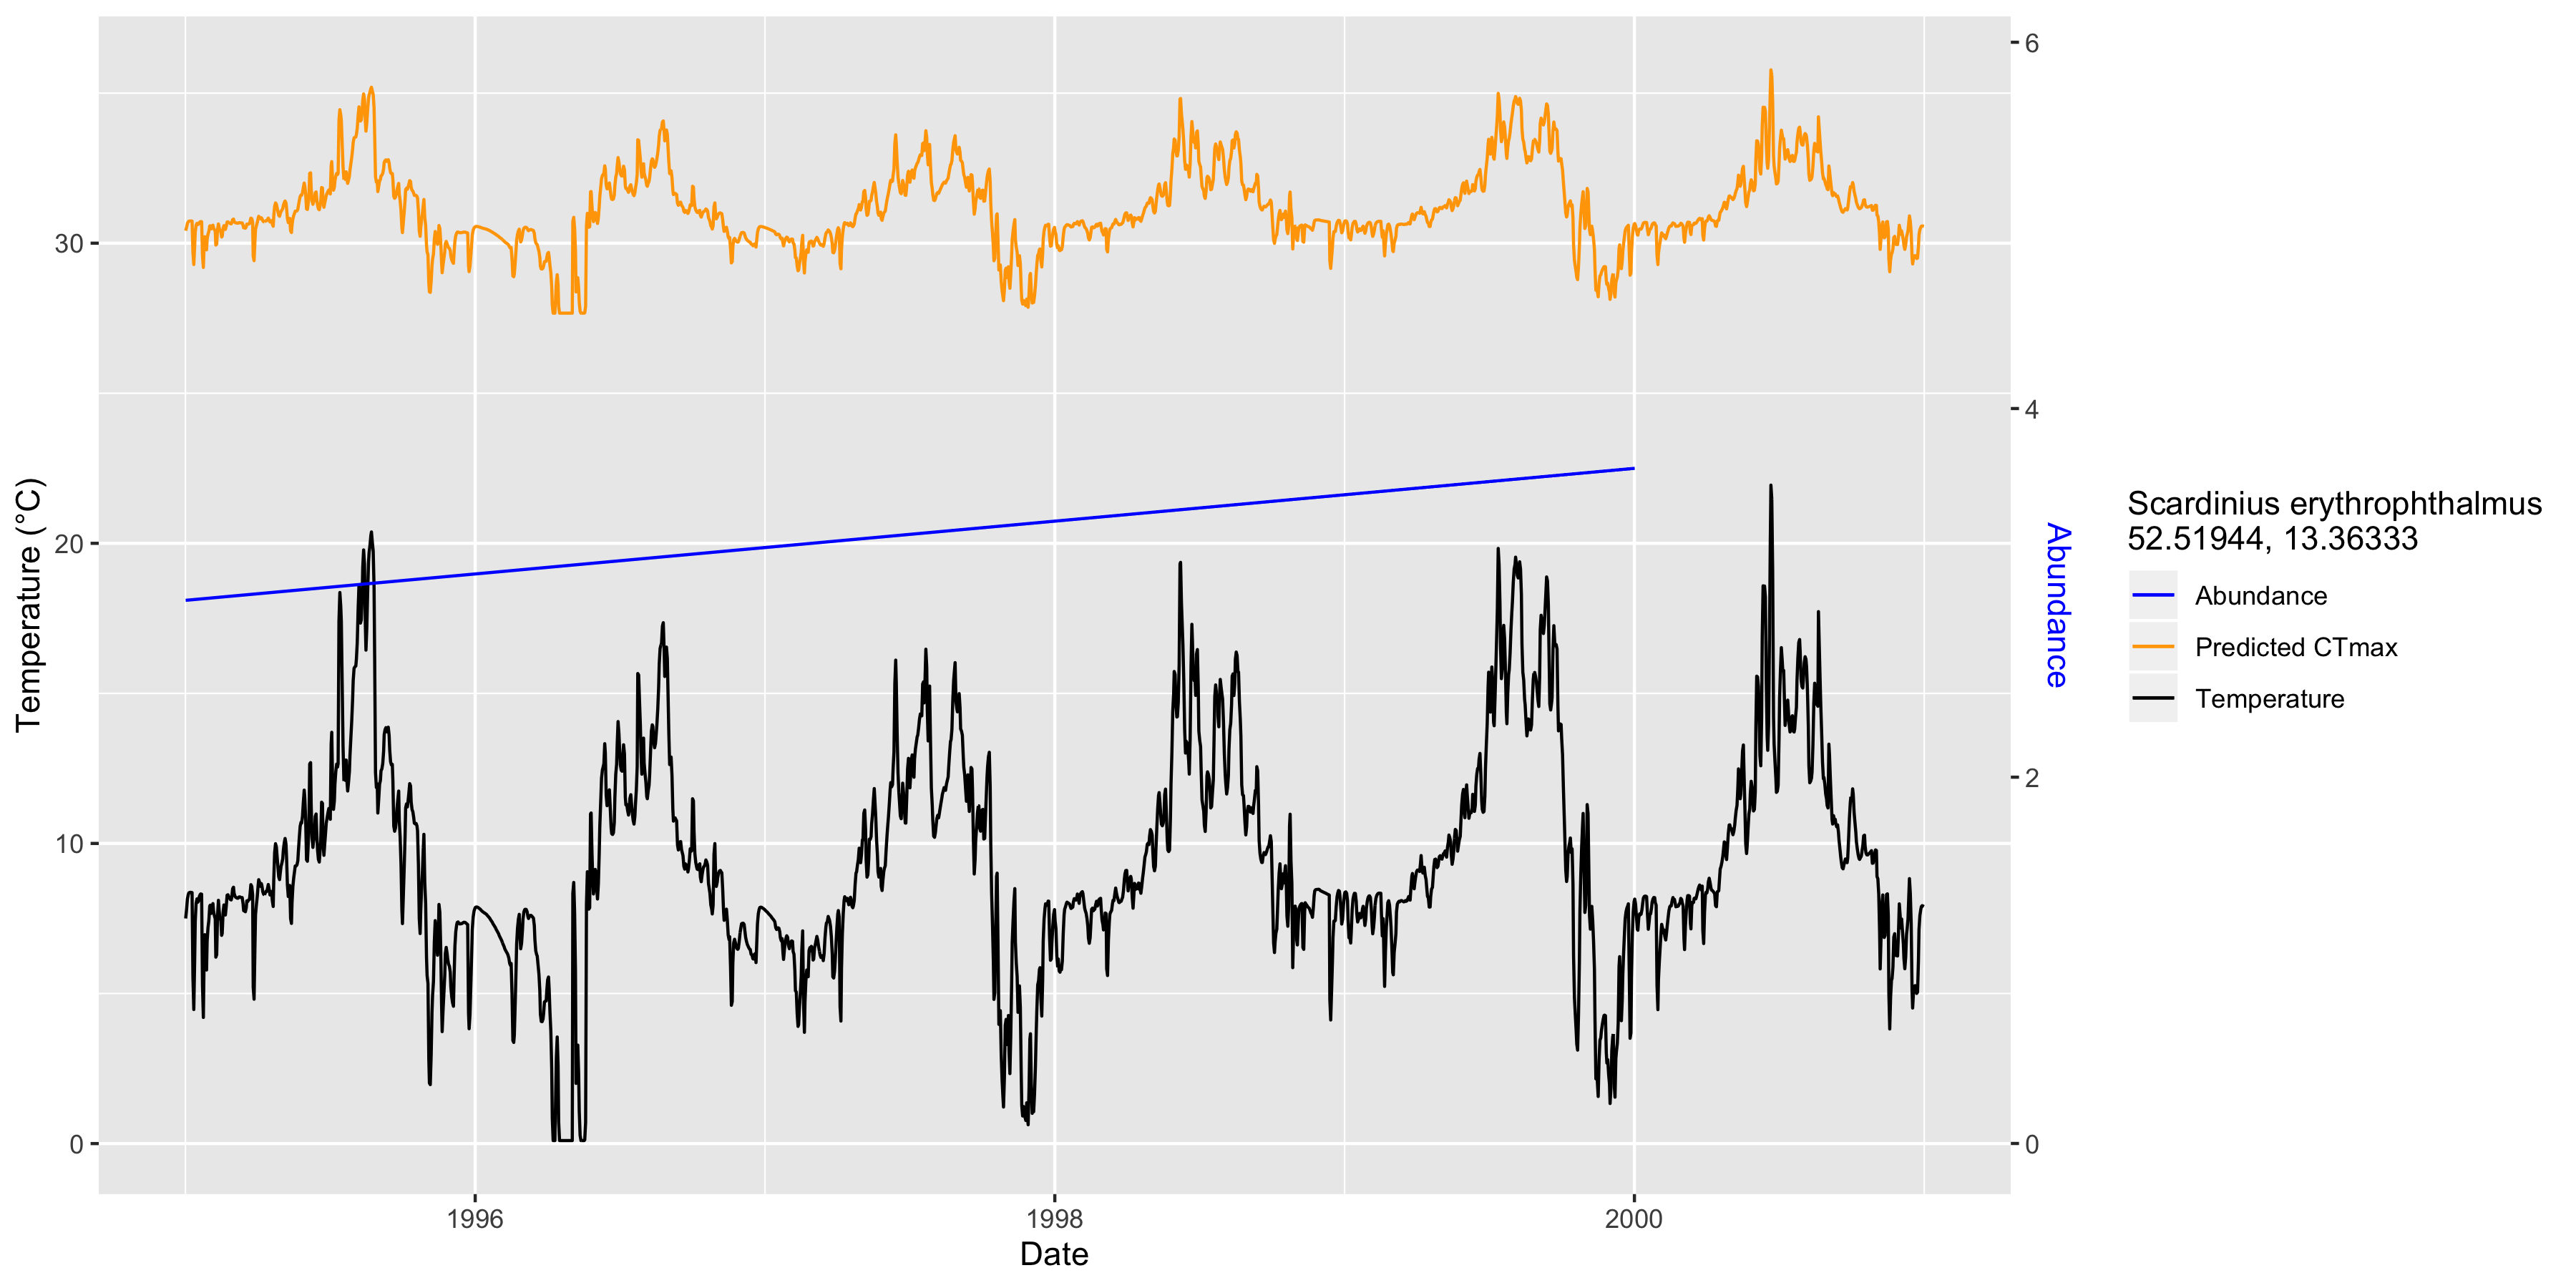 Temperature (°C)
30
20
10
0
6
4
2
0
Abundance
1996
1998
2000
Date
Scardinius erythrophthalmus
52.51944, 13.36333
Abundance
Predicted CTmax
Temperature